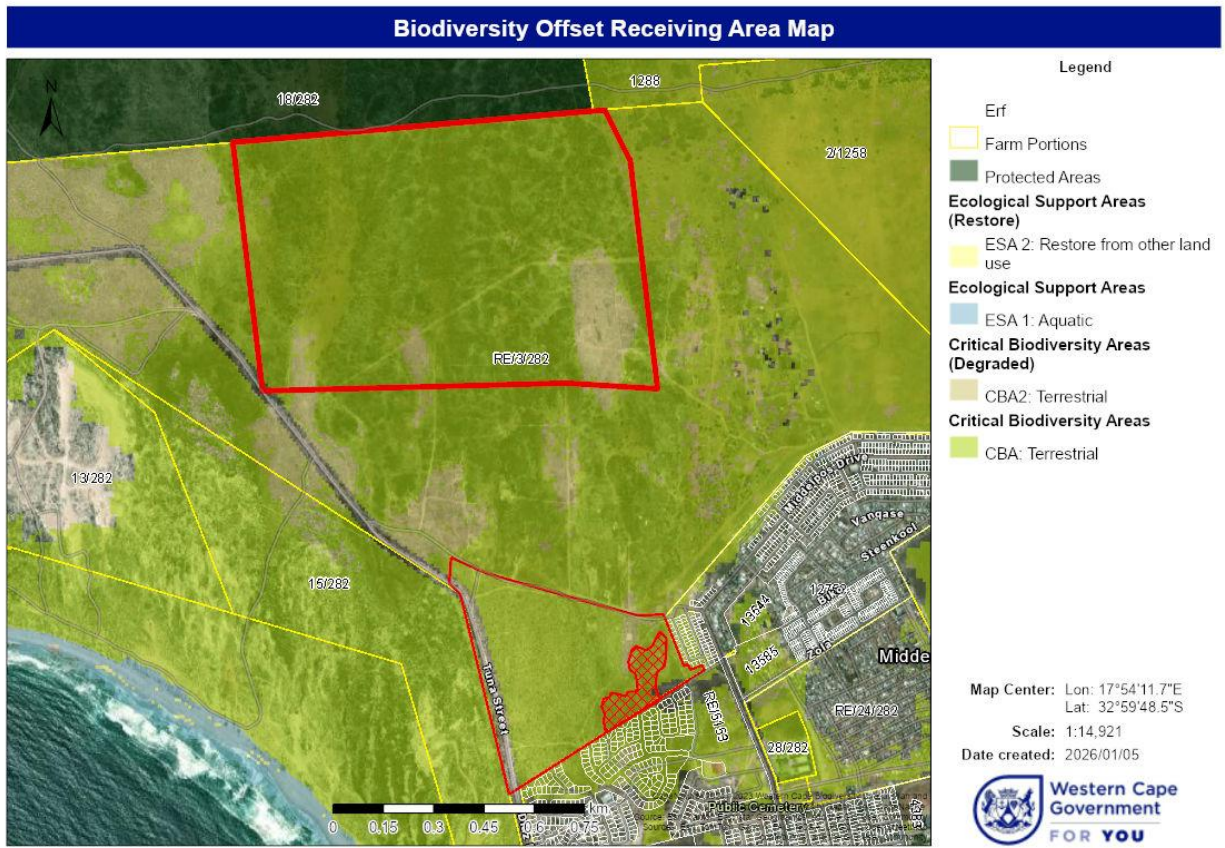 Biodiversity Offset Receiving Area Map
N
18/282
1288
2/1258
RE/3/282
13/282
15/282
Middelpos Drive
Vangase
Steenkool
13544
Zola
13585
Midde
Tuna Street
RE/5153
RE/24/282
28/282
Public Cemetery
km
0 0.15 0.3 0.45 0.6 0.75
Legend
Erf
Farm Portions
Protected Areas
Ecological Support Areas
(Restore)
ESA 2: Restore from other land
use
Ecological Support Areas
ESA 1: Aquatic
Critical Biodiversity Areas
(Degraded)
CBA2: Terrestrial
Critical Biodiversity Areas
CBA: Terrestrial
Map Center: Lon: 17°54'11.7"E
Lat: 32°59'48.5"S
Scale: 1:14,921
Date created: 2026/01/05
Western Cape
Government
FOR YOU